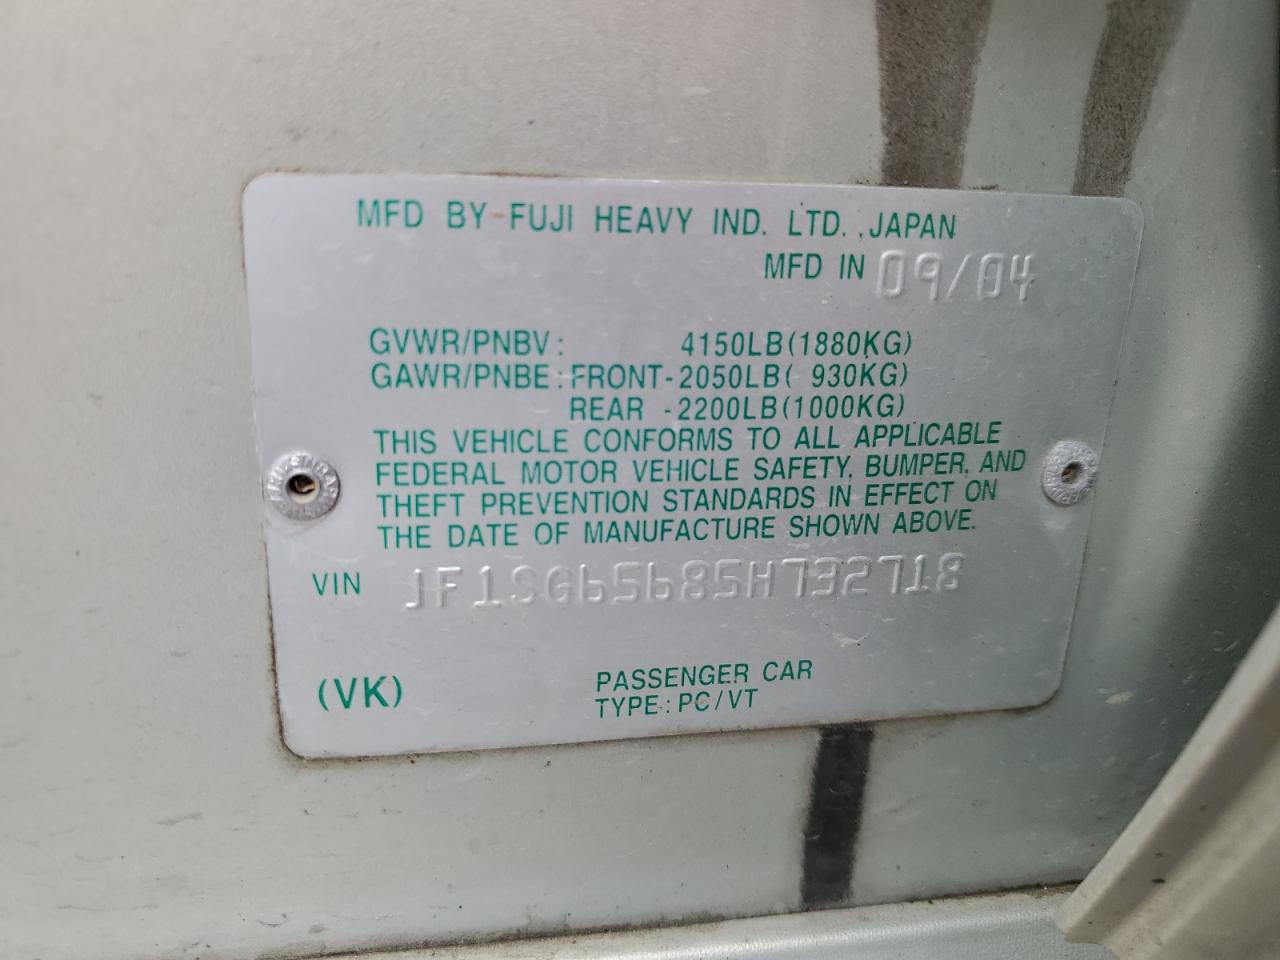 MFD BY FUJI HEAVY IND. LTD., JAPAN
MFD IN 09/04
GVWR/PNBV: 4150LB(1880KG)
GAWR/PNBE: FRONT-2050LB( 930KG)
REAR -2200LB(1000KG)
THIS VEHICLE CONFORMS TO ALL APPLICABLE
FEDERAL MOTOR VEHICLE SAFETY, BUMPER, AND
THEFT PREVENTION STANDARDS IN EFFECT ON
THE DATE OF MANUFACTURE SHOWN ABOVE.
VIN JF1SG65685H732718
(VK)
PASSENGER CAR
TYPE: PC/VT